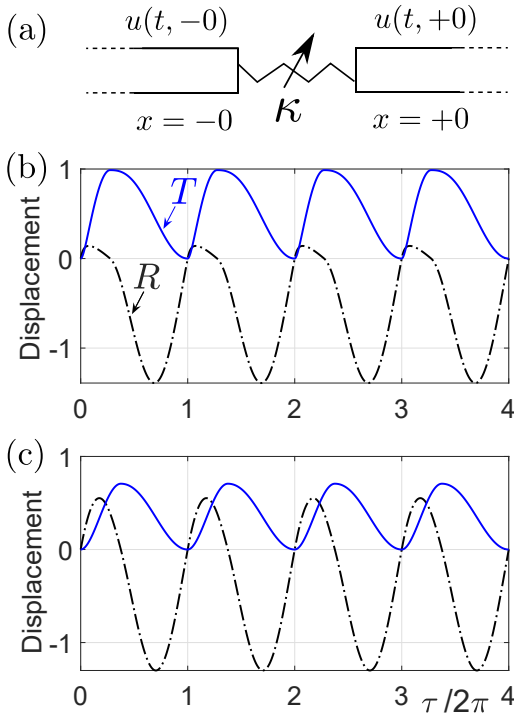 (a)
u(t, −0)
u(t, +0)
κ
x = −0
x = +0
(b)
1
T
0
R
-1
Displacement
0 1 2 3 4
(c)
1
0
-1
Displacement
0 1 2 3 τ/2π 4